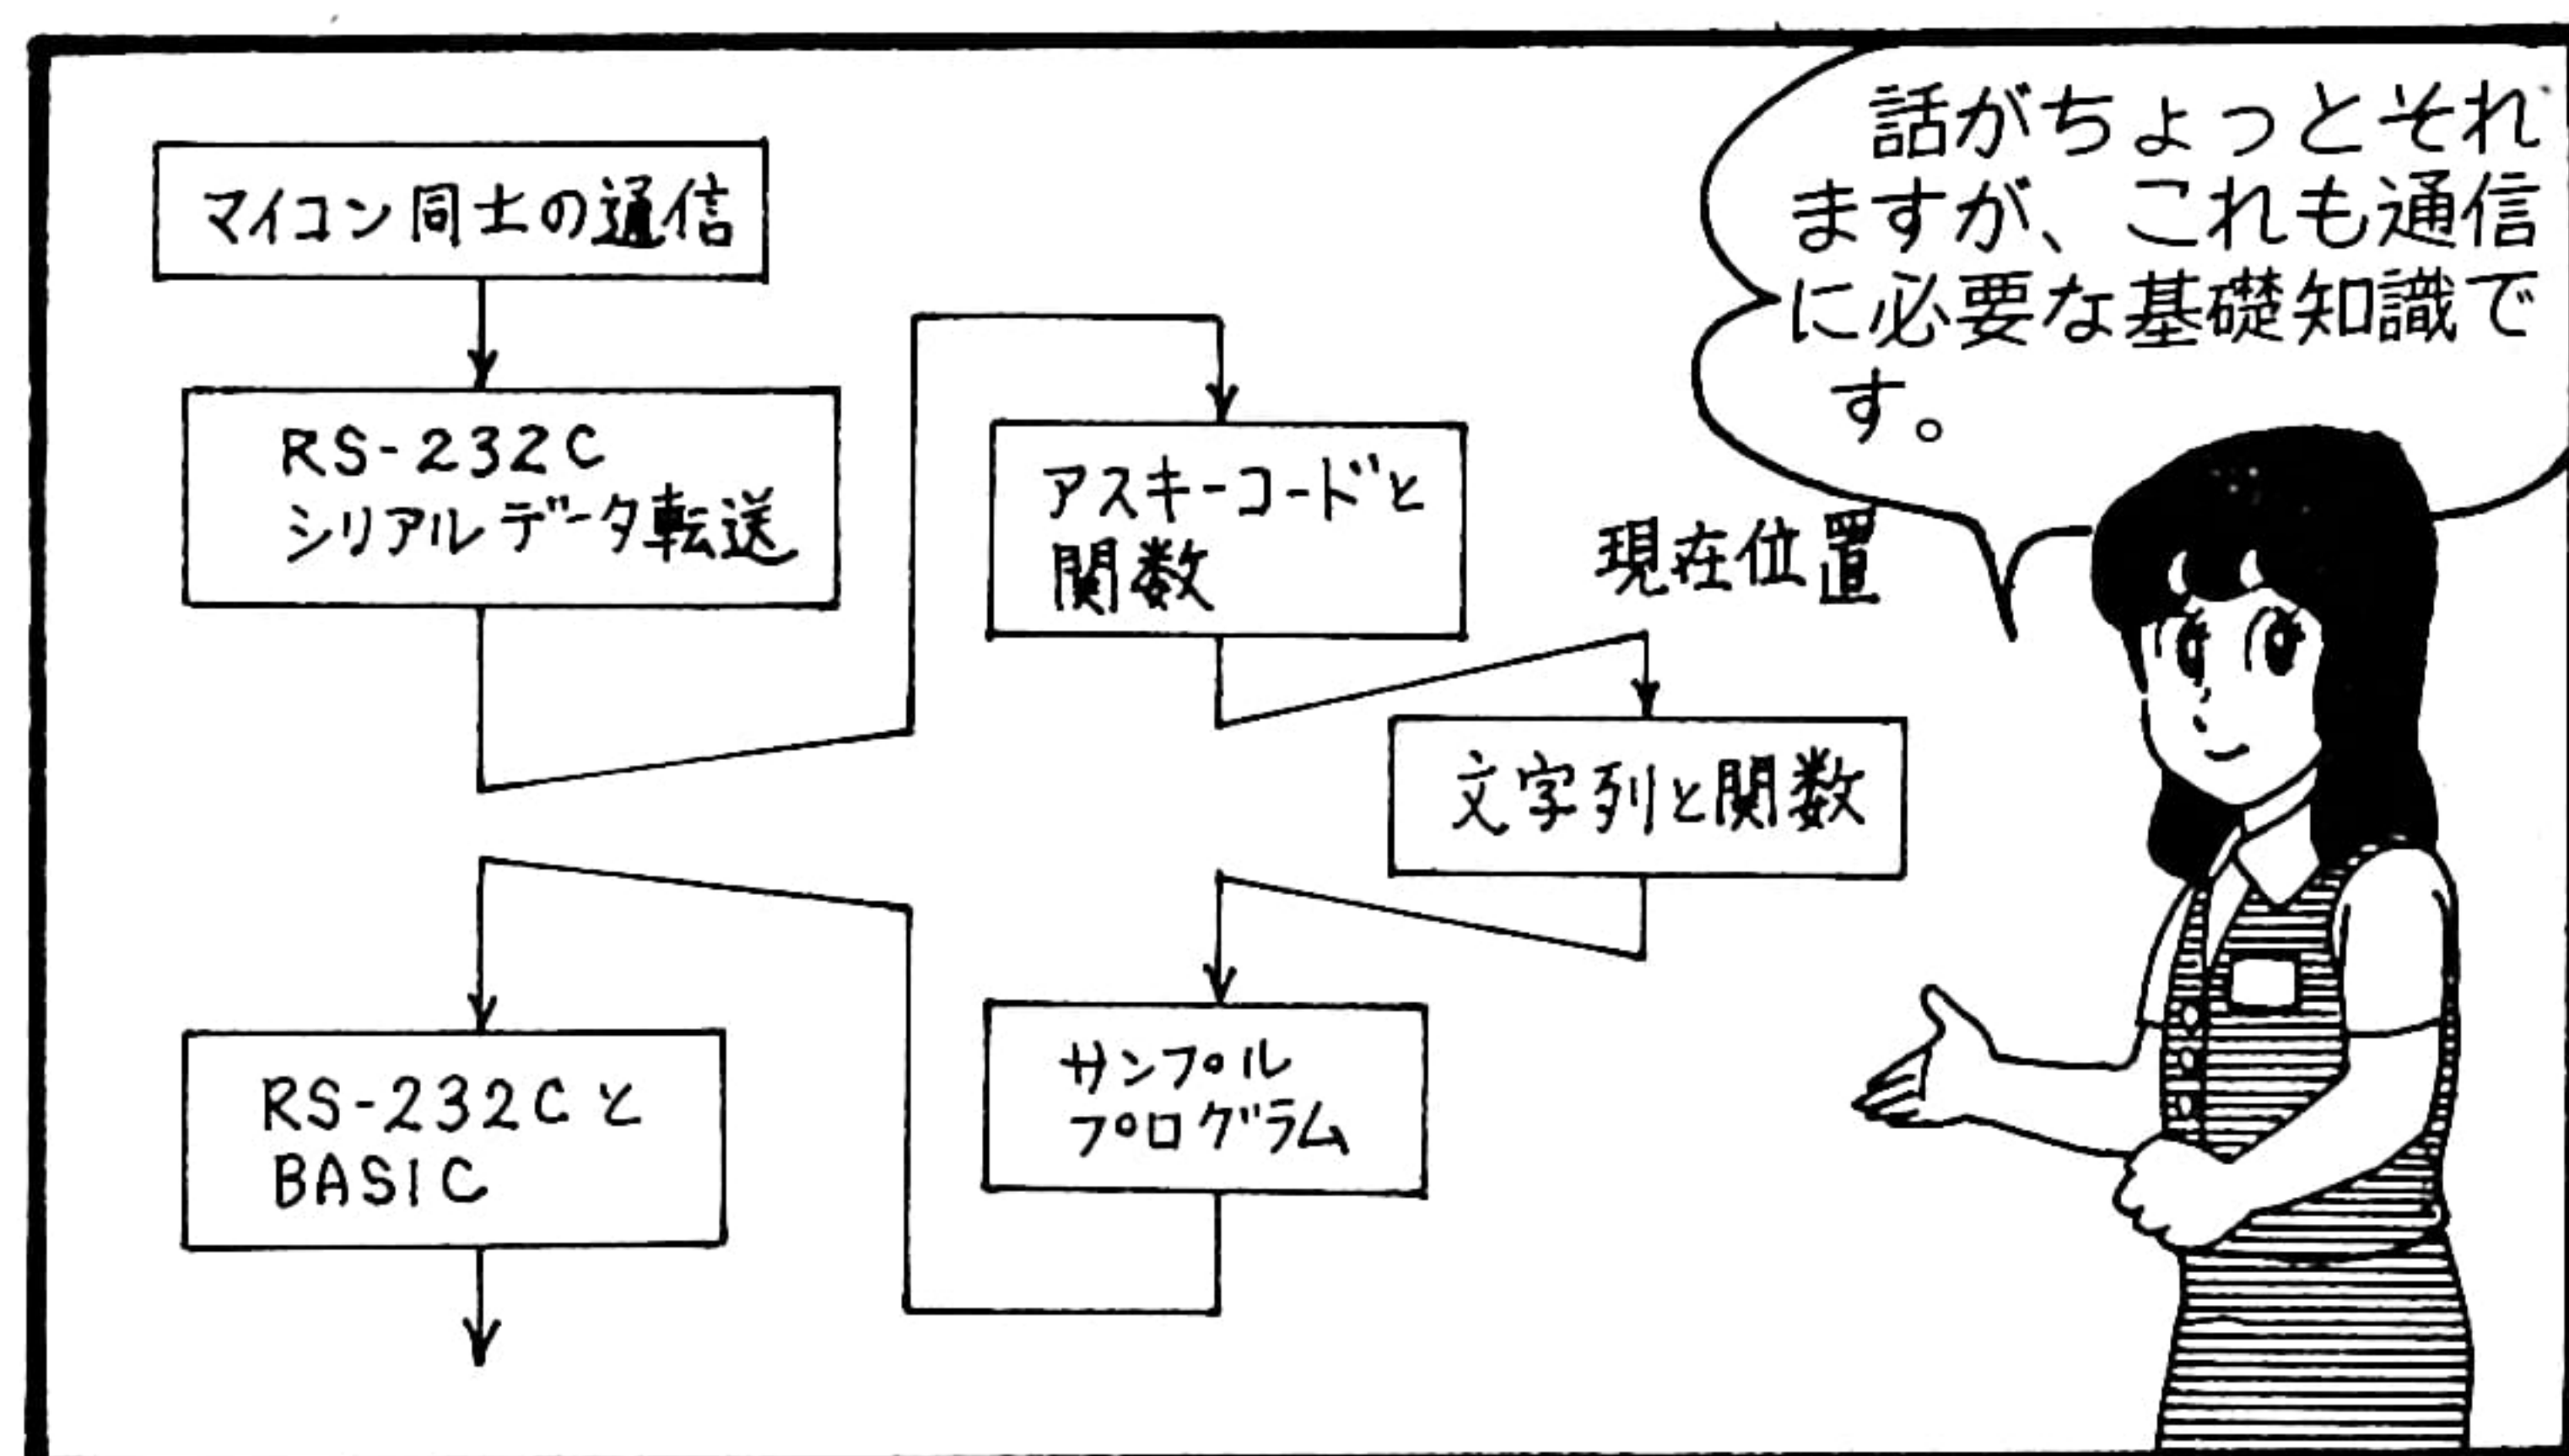 マイコン同士の通信
RS-232C
シリアルデータ転送
アスキーコードと
関数
現在位置
文字列と関数
サンプル
プログラム
RS-232Cと
BASIC
話がちょっとそれ
ますが、これも通信
に必要な基礎知識で
す。